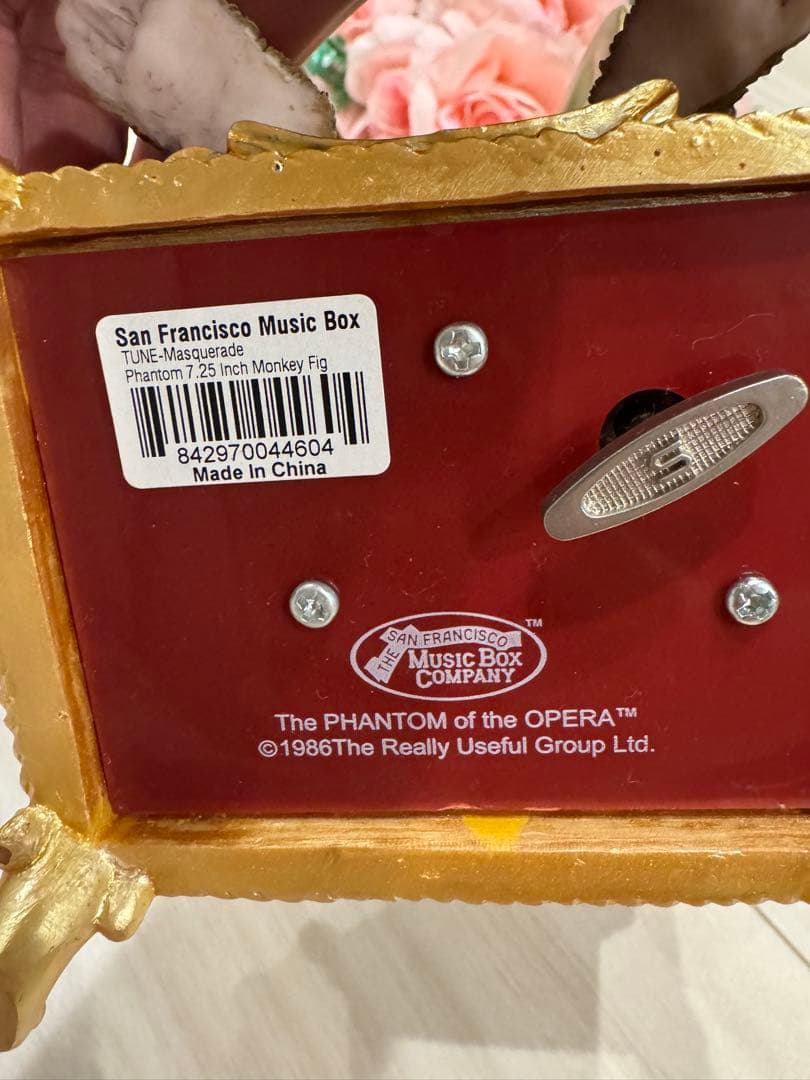 San Francisco Music Box
TUNE-Masquerade
Phantom 7.25 Inch Monkey Fig
842970044604
Made In China
S
THE SAN FRANCISCO ™
MUSIC BOX
COMPANY
The PHANTOM of the OPERA™
©1986The Really Useful Group Ltd.